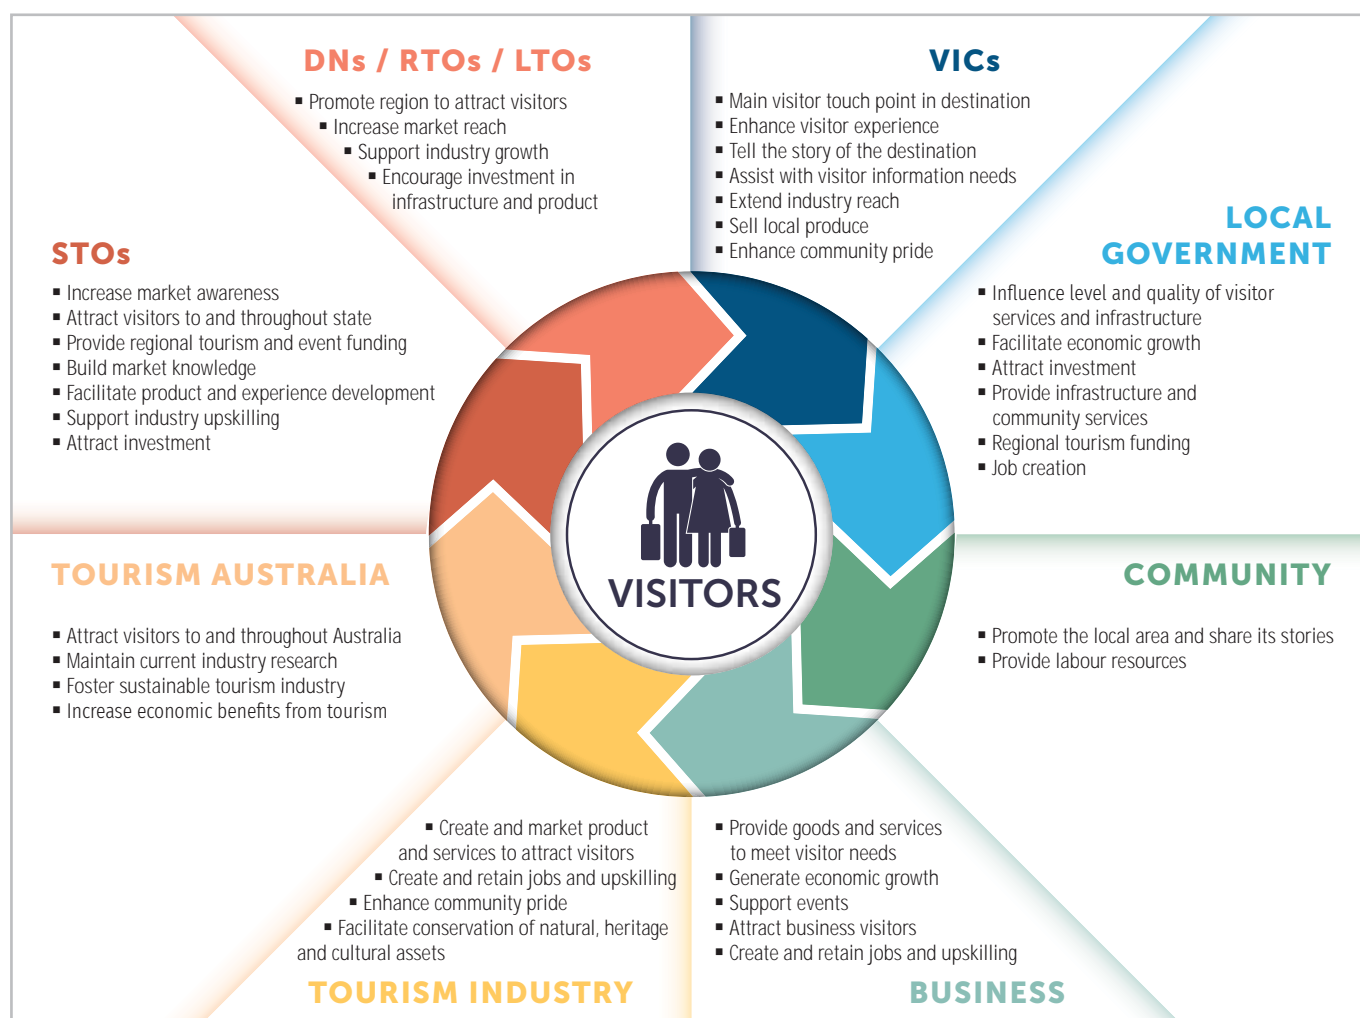 DNs / RTOs / LTOs
▪ Promote region to attract visitors
▪ Increase market reach
▪ Support industry growth
▪ Encourage investment in
infrastructure and product
VICs
▪ Main visitor touch point in destination
▪ Enhance visitor experience
▪ Tell the story of the destination
▪ Assist with visitor information needs
▪ Extend industry reach
▪ Sell local produce
▪ Enhance community pride
LOCAL
GOVERNMENT
▪ Influence level and quality of visitor
services and infrastructure
▪ Facilitate economic growth
▪ Attract investment
▪ Provide infrastructure and
community services
▪ Regional tourism funding
▪ Job creation
STOs
▪ Increase market awareness
▪ Attract visitors to and throughout state
▪ Provide regional tourism and event funding
▪ Build market knowledge
▪ Facilitate product and experience development
▪ Support industry upskilling
▪ Attract investment
VISITORS
TOURISM AUSTRALIA
▪ Attract visitors to and throughout Australia
▪ Maintain current industry research
▪ Foster sustainable tourism industry
▪ Increase economic benefits from tourism
COMMUNITY
▪ Promote the local area and share its stories
▪ Provide labour resources
▪ Create and market product
and services to attract visitors
▪ Create and retain jobs and upskilling
▪ Enhance community pride
▪ Facilitate conservation of natural, heritage
and cultural assets
TOURISM INDUSTRY
▪ Provide goods and services
to meet visitor needs
▪ Generate economic growth
▪ Support events
▪ Attract business visitors
▪ Create and retain jobs and upskilling
BUSINESS